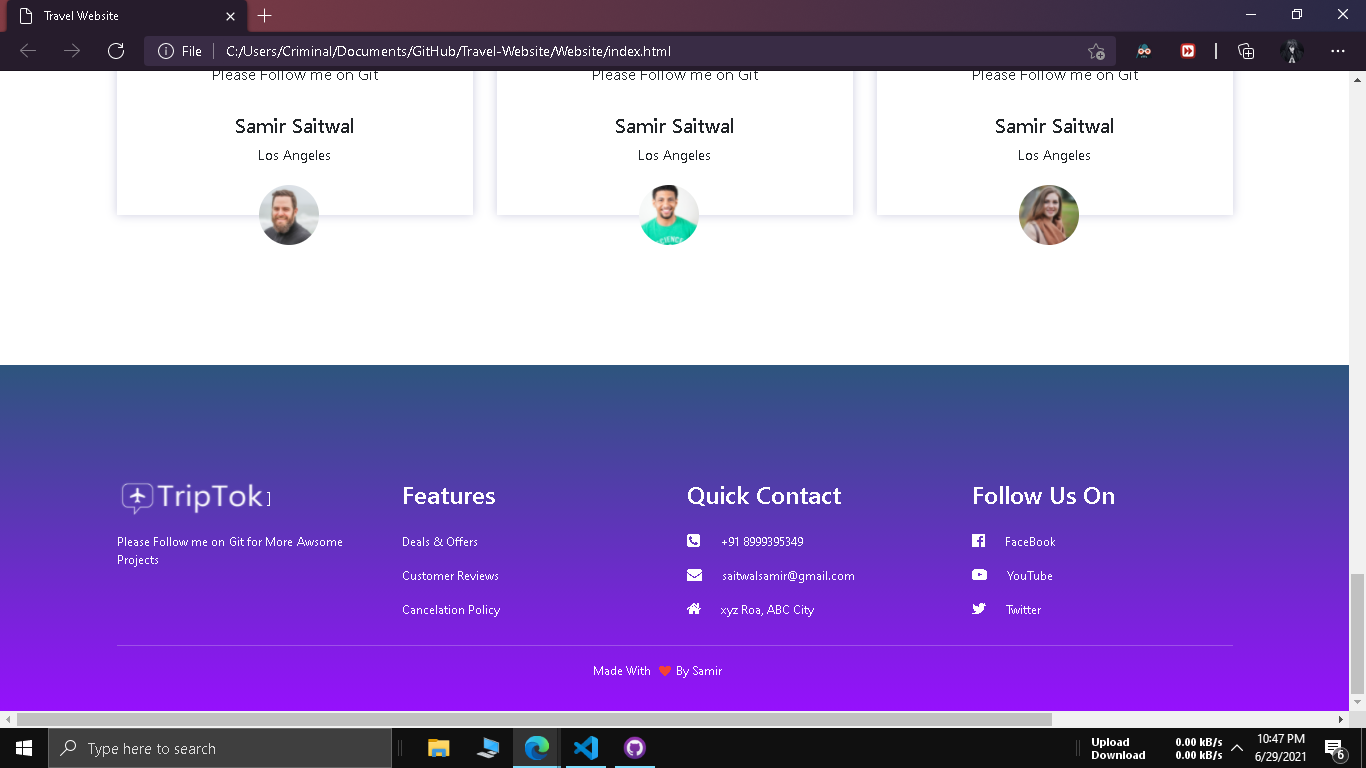 Travel Website
File
C:/Users/Criminal/Documents/GitHub/Travel-Website/Website/index.html
Please Follow me on Git
Please Follow me on Git
Please Follow me on Git
Samir Saitwal
Samir Saitwal
Samir Saitwal
Los Angeles
Los Angeles
Los Angeles
SCIENCE
TripTok ]
Please Follow me on Git for More Awsome
Projects
Features
Deals & Offers
Customer Reviews
Cancelation Policy
Quick Contact
+91 8999395349
saitwalsamir@gmail.com
xyz Roa, ABC City
Follow Us On
FaceBook
YouTube
Twitter
Made With ❤ By Samir
Type here to search
Upload 0.00 kB/s
Download 0.00 kB/s
10:47 PM
6/29/2021
6